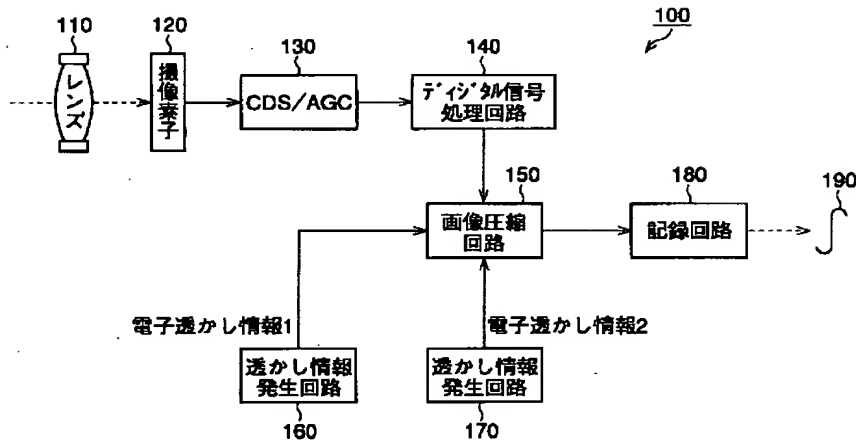 100
110
120
130
140
レンズ
撮像素子
CDS/AGC
ディジタル信号
処理回路
150
180
190
画像圧縮
回路
記録回路
電子透かし情報1
電子透かし情報2
透かし情報
発生回路
透かし情報
発生回路
160
170